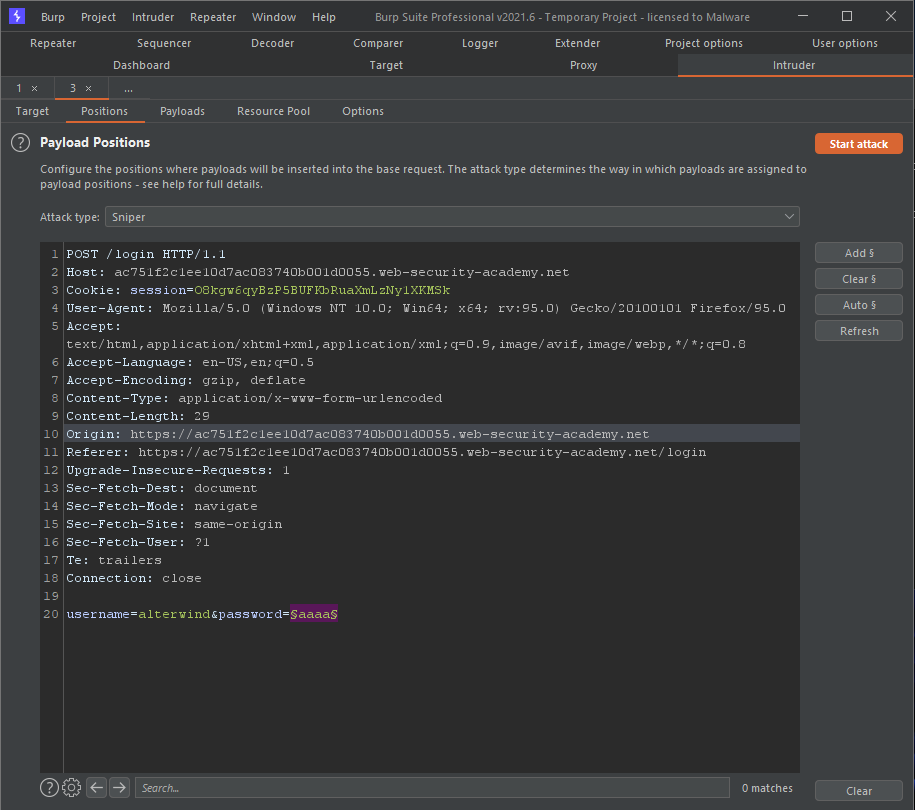 Burp Project Intruder Repeater Window Help Burp Suite Professional v2021.6 - Temporary Project - licensed to Malware
Repeater Sequencer Decoder Comparer Logger Extender Project options User options
Dashboard Target Proxy Intruder
1 × 3 × ...
Target Positions Payloads Resource Pool Options
? Payload Positions Start attack
Configure the positions where payloads will be inserted into the base request. The attack type determines the way in which payloads are assigned to
payload positions - see help for full details.
Attack type: Sniper
Add §
Clear §
Auto §
Refresh
1 POST /login HTTP/1.1
2 Host: ac751f2c1ee10d7ac083740b001d0055.web-security-academy.net
3 Cookie: session=O8kgw6qyBzP5BUFKbRuaXmLzNy1XKMSk
4 User-Agent: Mozilla/5.0 (Windows NT 10.0; Win64; x64; rv:95.0) Gecko/20100101 Firefox/95.0
5 Accept:
text/html,application/xhtml+xml,application/xml;q=0.9,image/avif,image/webp,*/*;q=0.8
6 Accept-Language: en-US,en;q=0.5
7 Accept-Encoding: gzip, deflate
8 Content-Type: application/x-www-form-urlencoded
9 Content-Length: 29
10 Origin: https://ac751f2c1ee10d7ac083740b001d0055.web-security-academy.net
11 Referer: https://ac751f2c1ee10d7ac083740b001d0055.web-security-academy.net/login
12 Upgrade-Insecure-Requests: 1
13 Sec-Fetch-Dest: document
14 Sec-Fetch-Mode: navigate
15 Sec-Fetch-Site: same-origin
16 Sec-Fetch-User: ?1
17 Te: trailers
18 Connection: close
19
20 username=alterwind&password=§aaaa§
? Search... 0 matches Clear